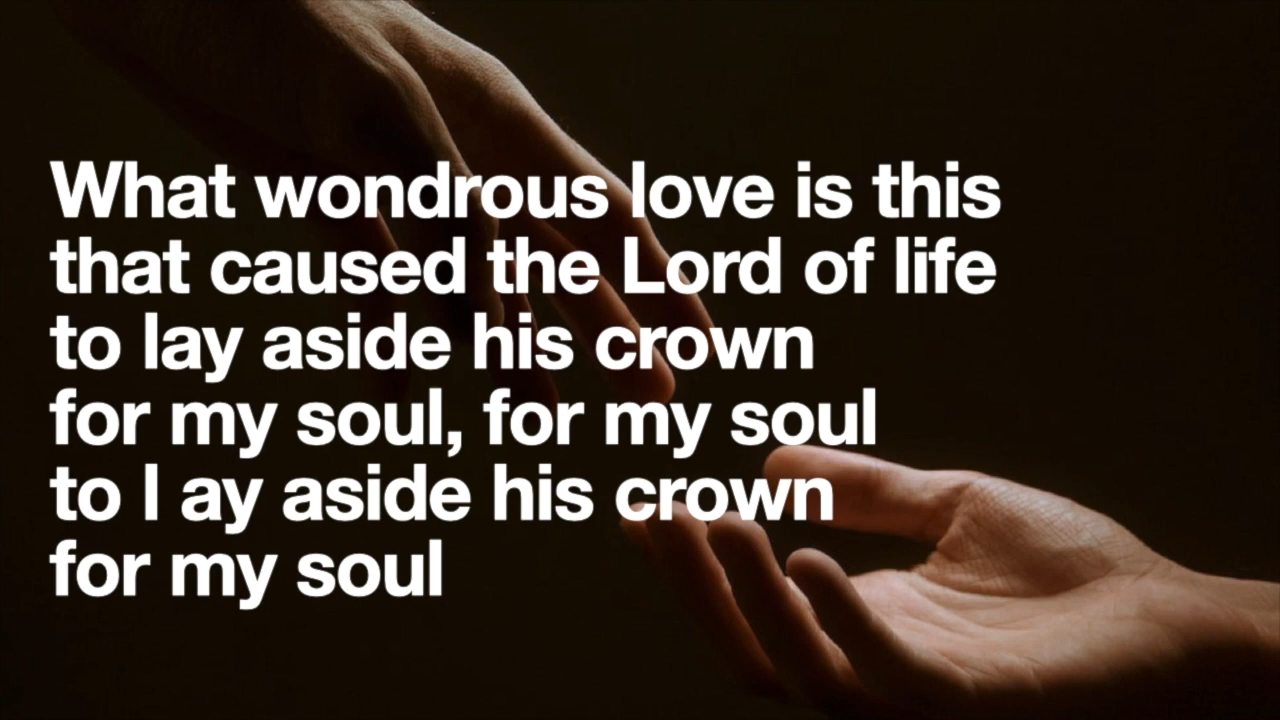 What wondrous love is this
that caused the Lord of life
to lay aside his crown
for my soul, for my soul
to l ay aside his crown
for my soul